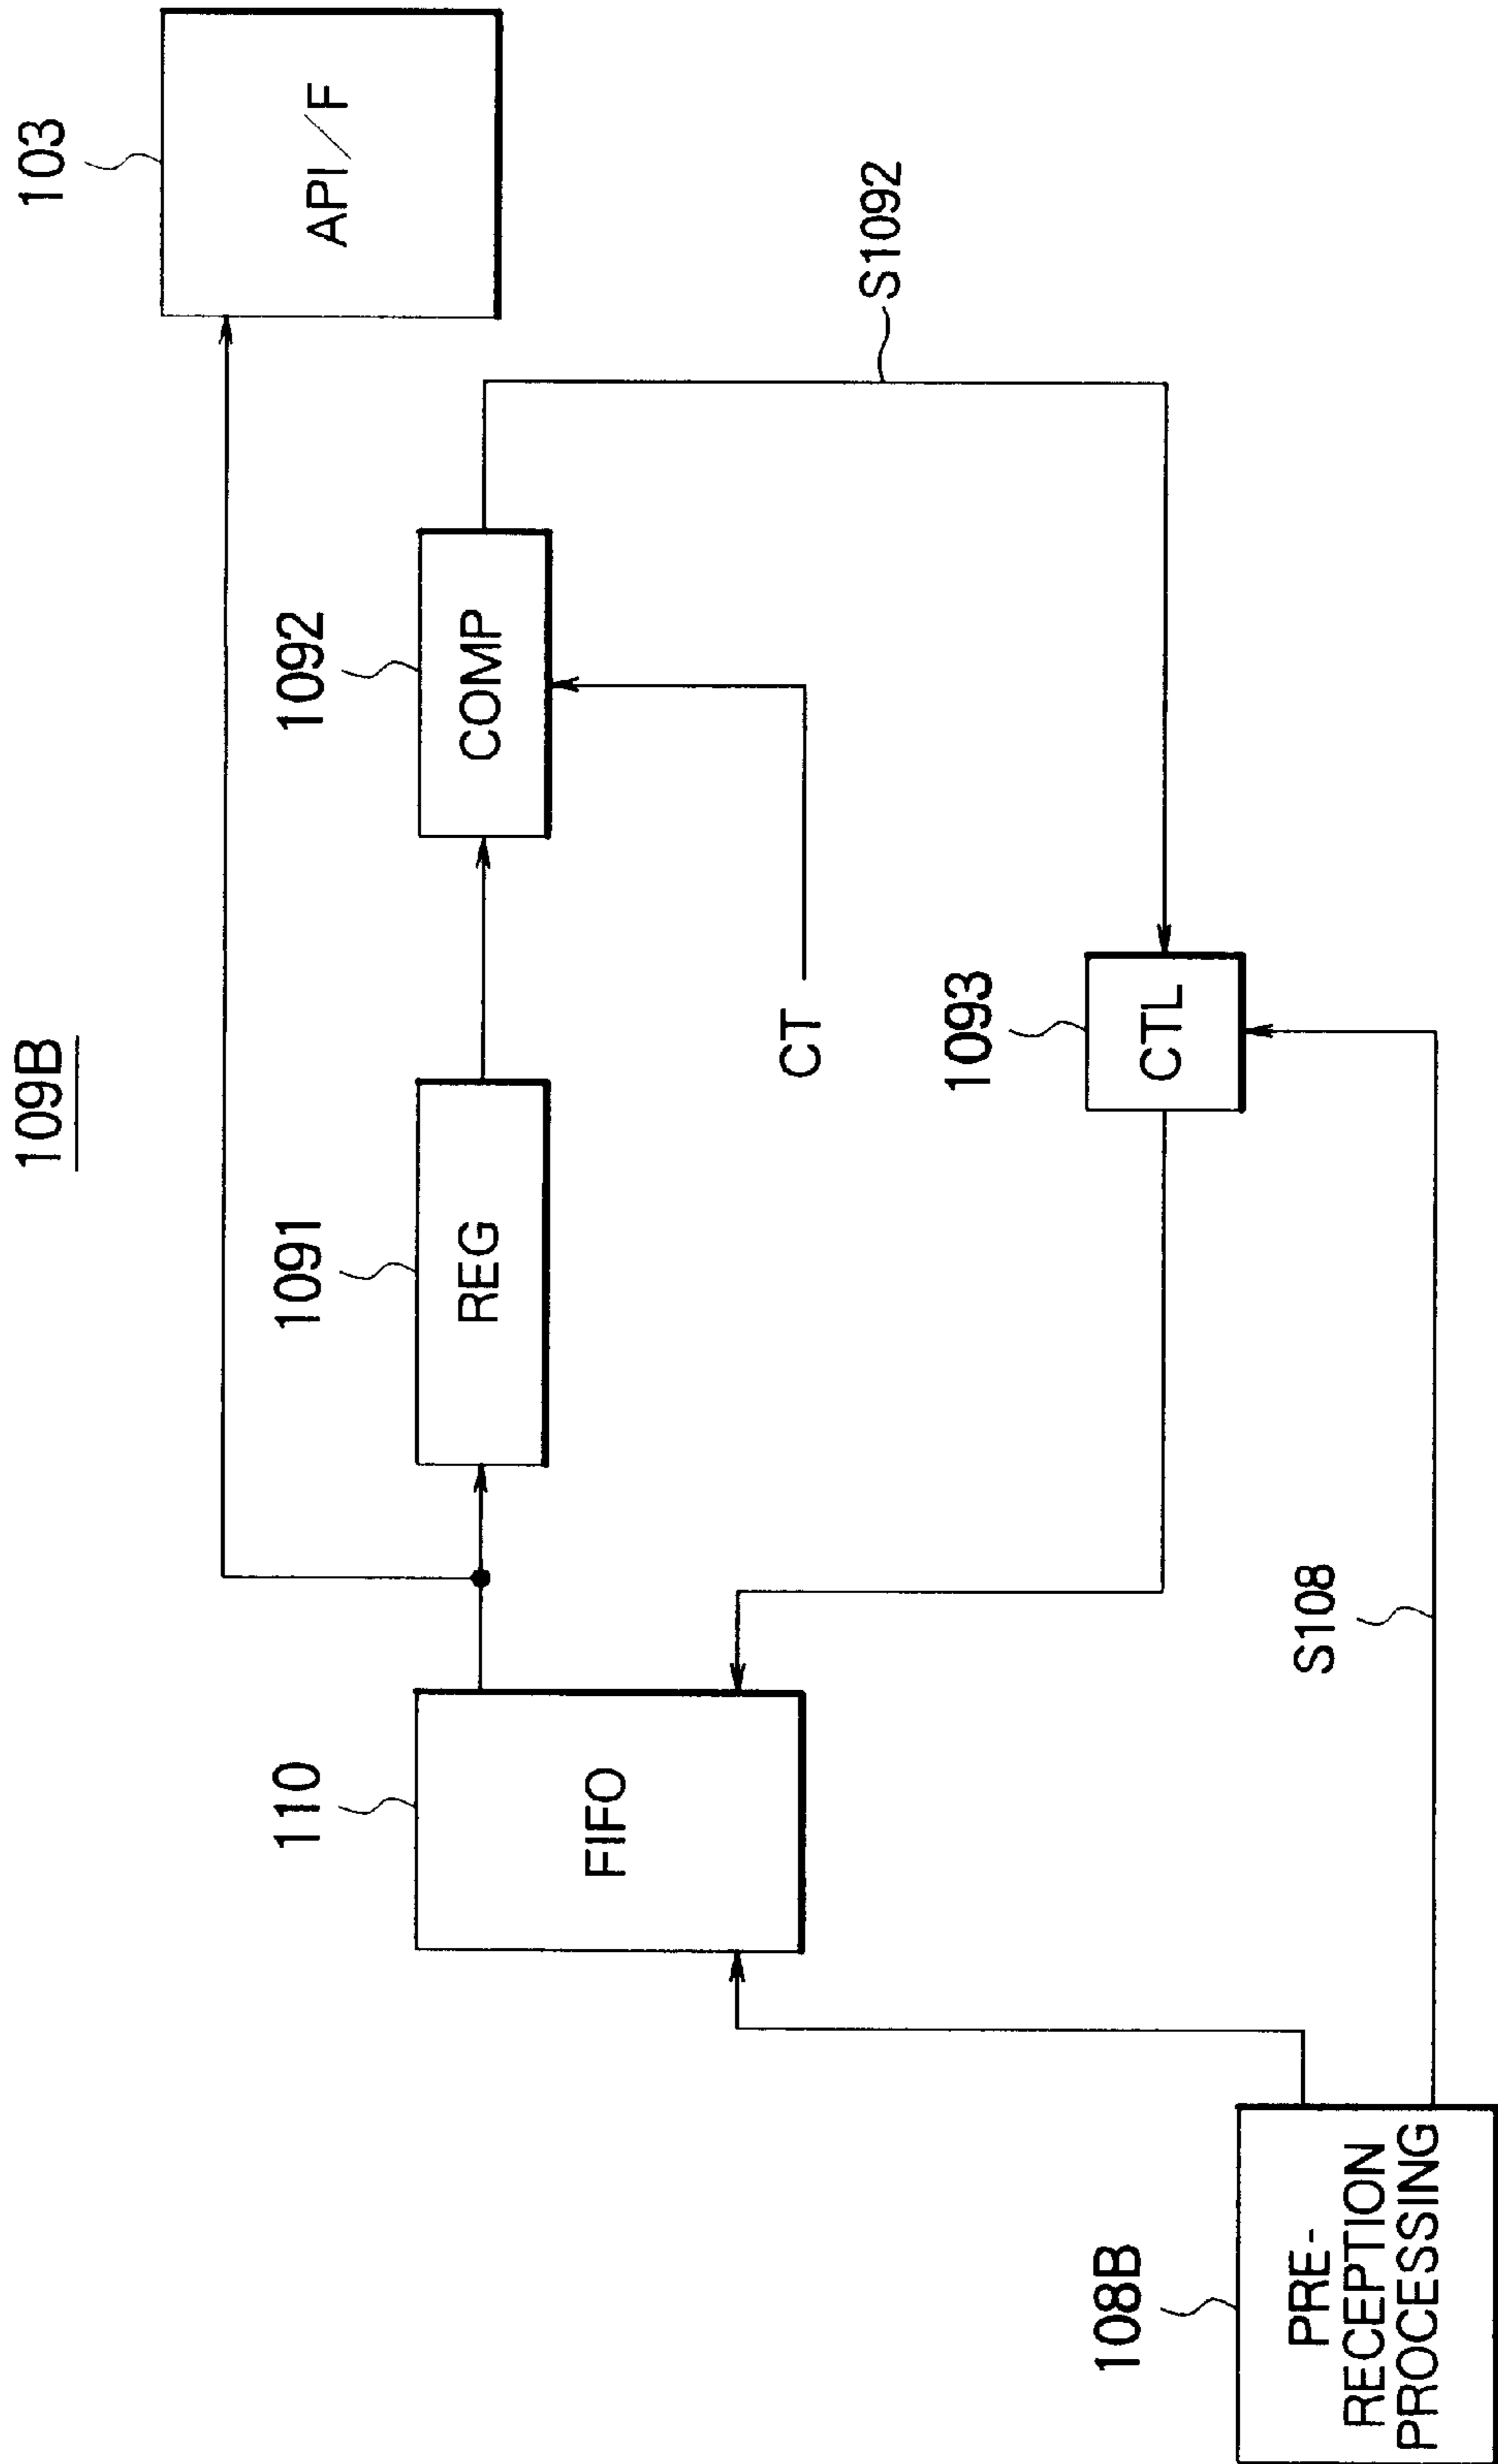 109B
103
API/F
1091
REG
1092
COMP
S1092
110
FIFO
CT
1093
CTL
S108
108B
PRE-
RECEPTION
PROCESSING